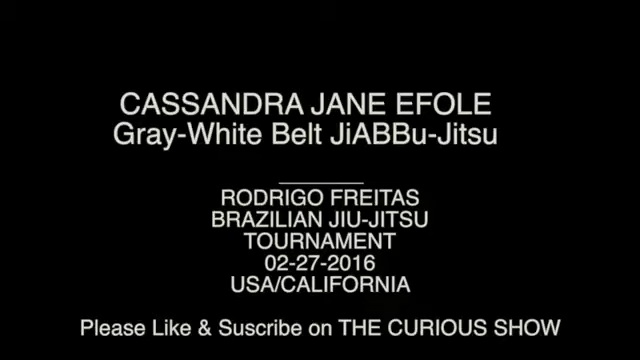 CASSANDRA JANE EFOLE
Gray-White Belt JiABBu-Jitsu
RODRIGO FREITAS
BRAZILIAN JIU-JITSU
TOURNAMENT
02-27-2016
USA/CALIFORNIA
Please Like & Suscribe on THE CURIOUS SHOW